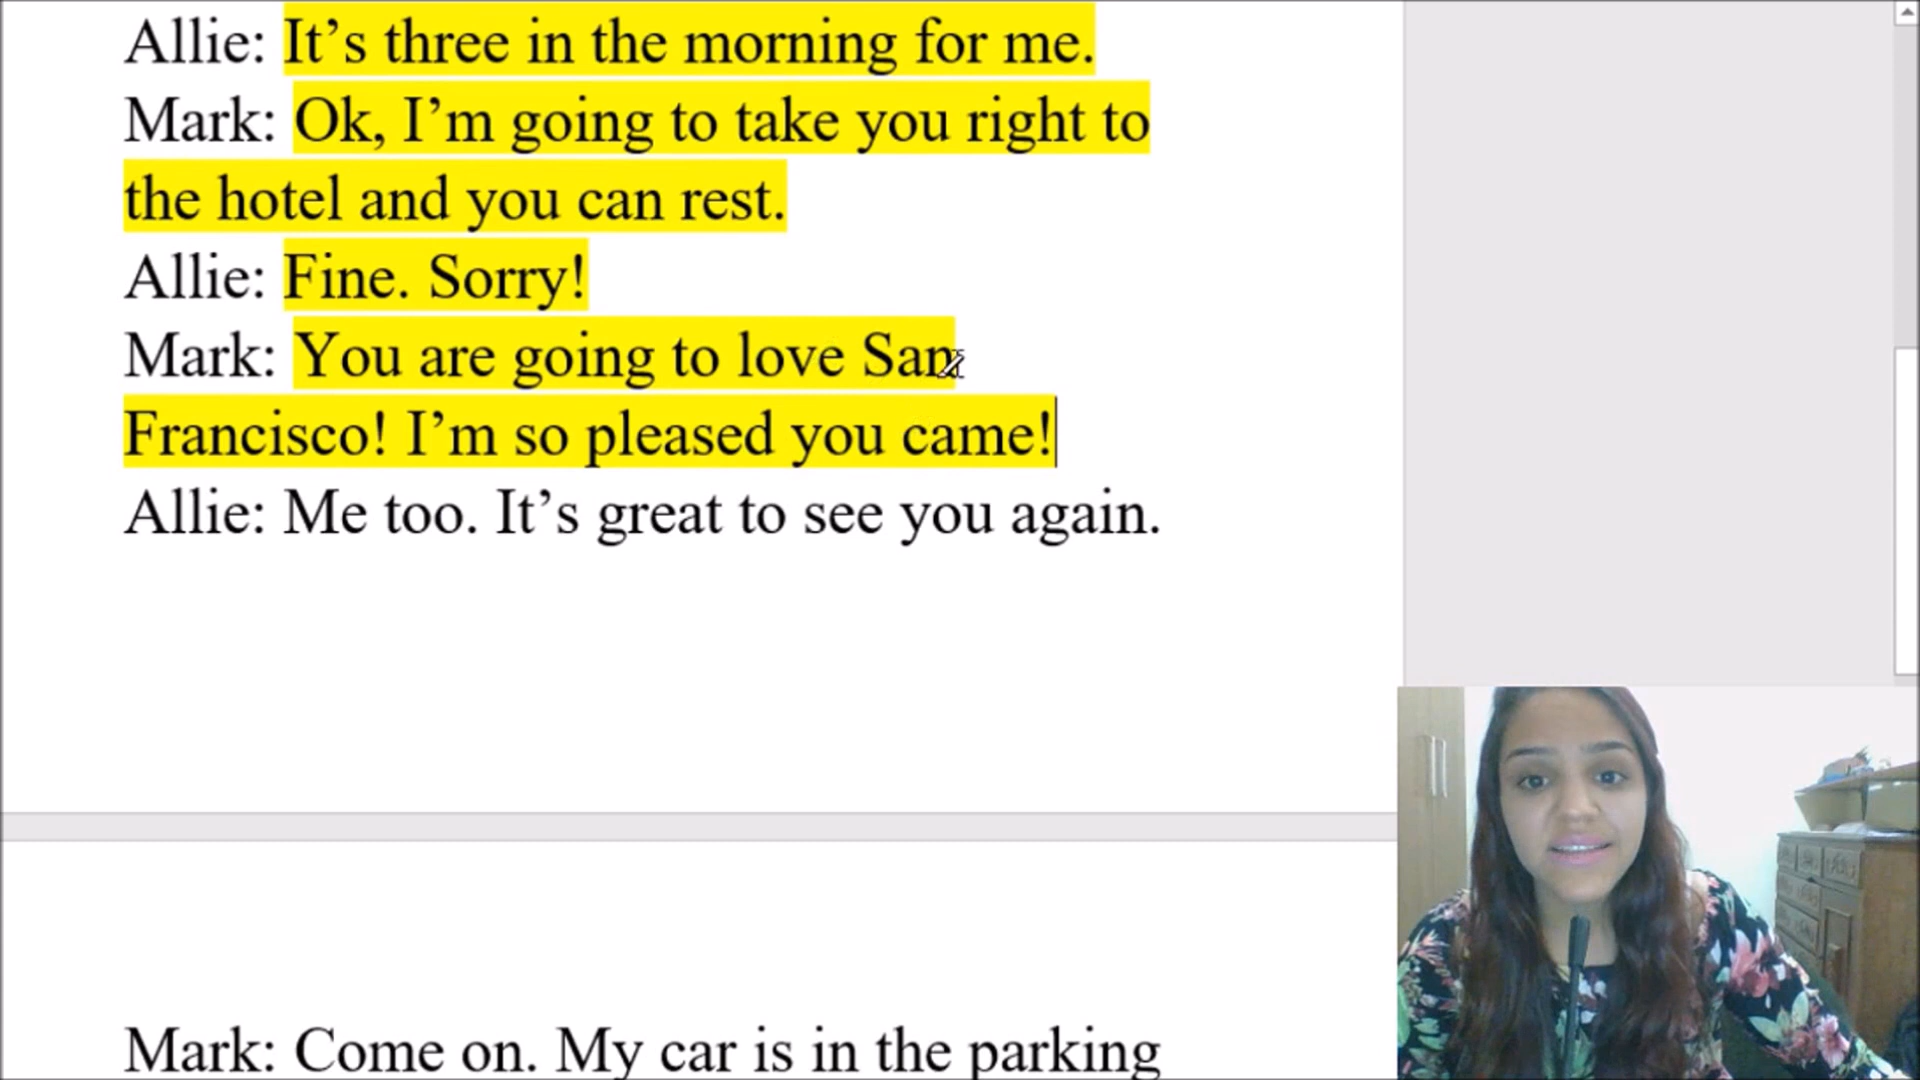 Allie: It’s three in the morning for me.
Mark: Ok, I’m going to take you right to
the hotel and you can rest.
Allie: Fine. Sorry!
Mark: You are going to love San
Francisco! I’m so pleased you came!
Allie: Me too. It’s great to see you again.
Mark: Come on. My car is in the parking